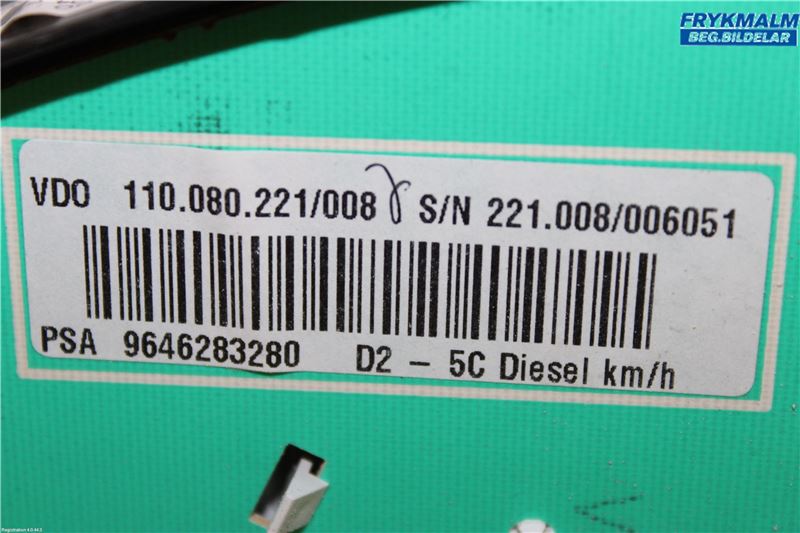 FRYKMALM
BEG.BILDELAR
VDO 110.080.221/008 S/N 221.008/006051
PSA 9646283280 D2 - 5C Diesel km/h